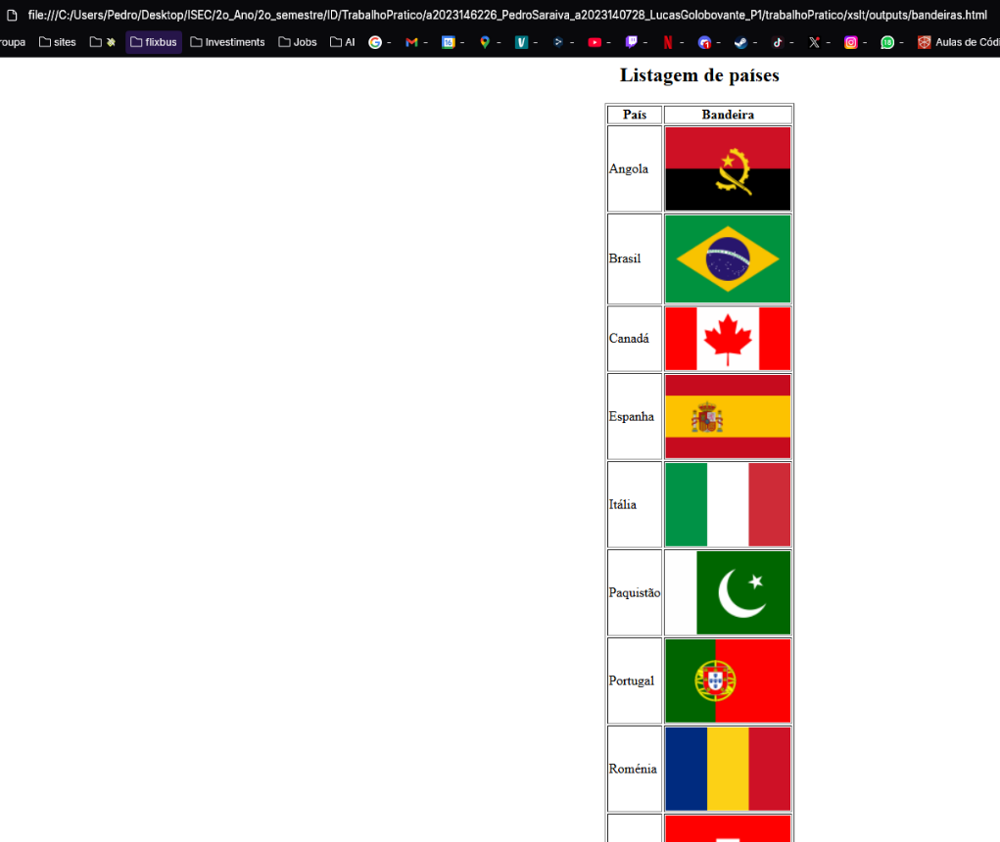 file:///C:/Users/Pedro/Desktop/ISEC/2o_Ano/2o_semestre/ID/TrabalhoPratico/a2023146226_PedroSaraiva_a2023140728_LucasGolobovante_P1/trabalhoPratico/xslt/outputs/bandeiras.html
roupa sites flixbus Investiments Jobs AI - - - - - - - - - - - - - - - Aulas de Códi
Listagem de países
País Bandeira
Angola
Brasil
Canadá
Espanha
Itália
Paquistão
Portugal
Roménia